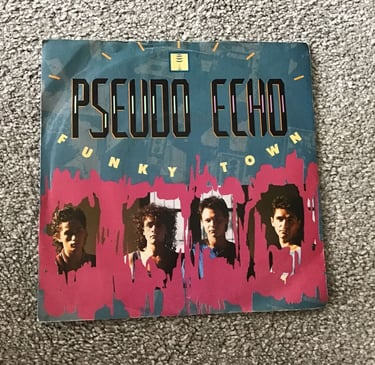 PSEUDO ECHO
FUNKY TOWN